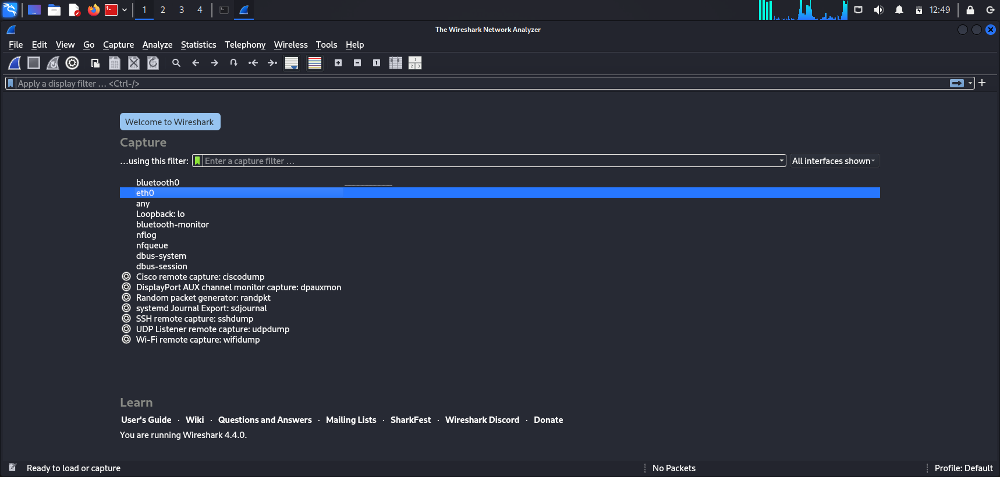 1 2 3 4 12:49
The Wireshark Network Analyzer
File Edit View Go Capture Analyze Statistics Telephony Wireless Tools Help
Apply a display filter … <Ctrl-/>
Welcome to Wireshark
Capture
…using this filter: Enter a capture filter … All interfaces shown
bluetooth0
eth0
any
Loopback: lo
bluetooth-monitor
nflog
nfqueue
dbus-system
dbus-session
Cisco remote capture: ciscodump
DisplayPort AUX channel monitor capture: dpauxmon
Random packet generator: randpkt
systemd Journal Export: sdjournal
SSH remote capture: sshdump
UDP Listener remote capture: udpdump
Wi-Fi remote capture: wifidump
Learn
User's Guide · Wiki · Questions and Answers · Mailing Lists · SharkFest · Wireshark Discord · Donate
You are running Wireshark 4.4.0.
Ready to load or capture No Packets Profile: Default